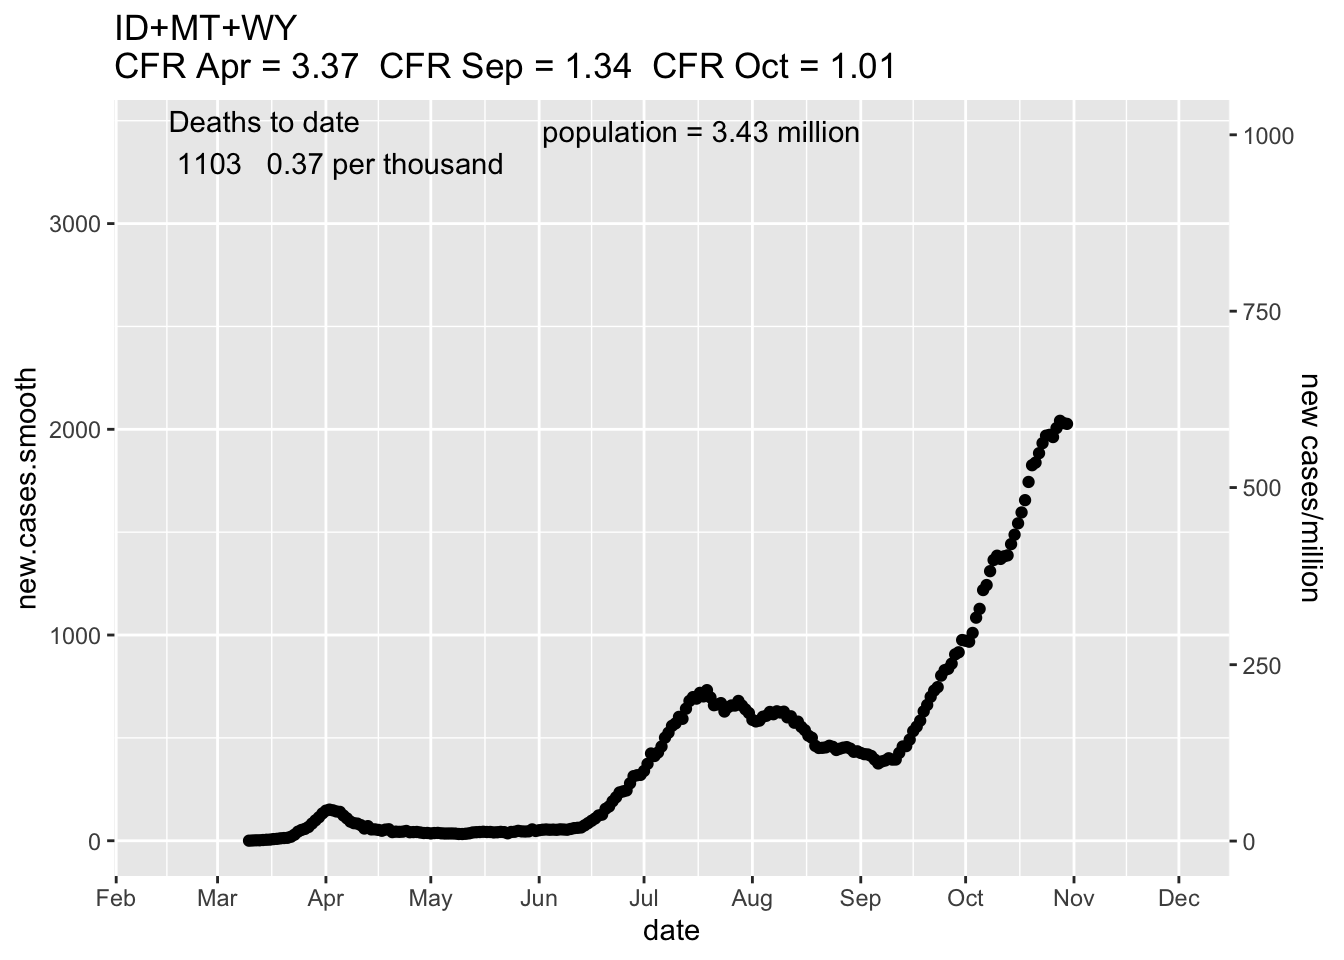 ID+MT+WY
CFR Apr = 3.37  CFR Sep = 1.34  CFR Oct = 1.01
Deaths to date
1103   0.37 per thousand
population = 3.43 million
new.cases.smooth
3000
2000
1000
0
1000
750
500
250
0
new cases/million
Feb Mar Apr May Jun Jul Aug Sep Oct Nov Dec
date